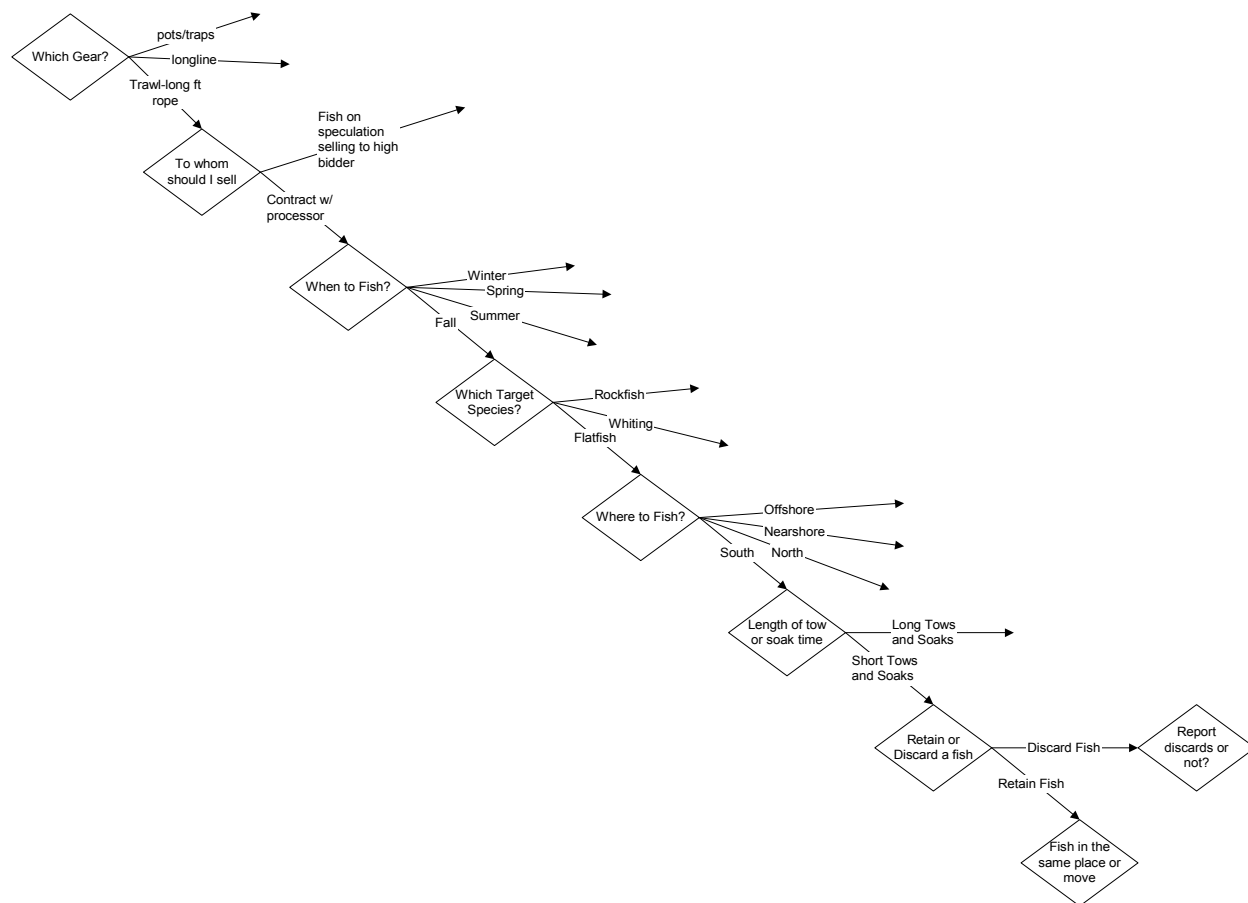 pots/traps
Which Gear?
longline
Trawl-long ft
rope
Fish on
speculation
selling to high
bidder
To whom
should I sell
Contract w/
processor
When to Fish?
Winter
Spring
Summer
Fall
Which Target
Species?
Rockfish
Whiting
Flatfish
Where to Fish?
Offshore
Nearshore
North
South
Length of tow
or soak time
Long Tows
and Soaks
Short Tows
and Soaks
Retain or
Discard a fish
Discard Fish
Report
discards or
not?
Retain Fish
Fish in the
same place or
move